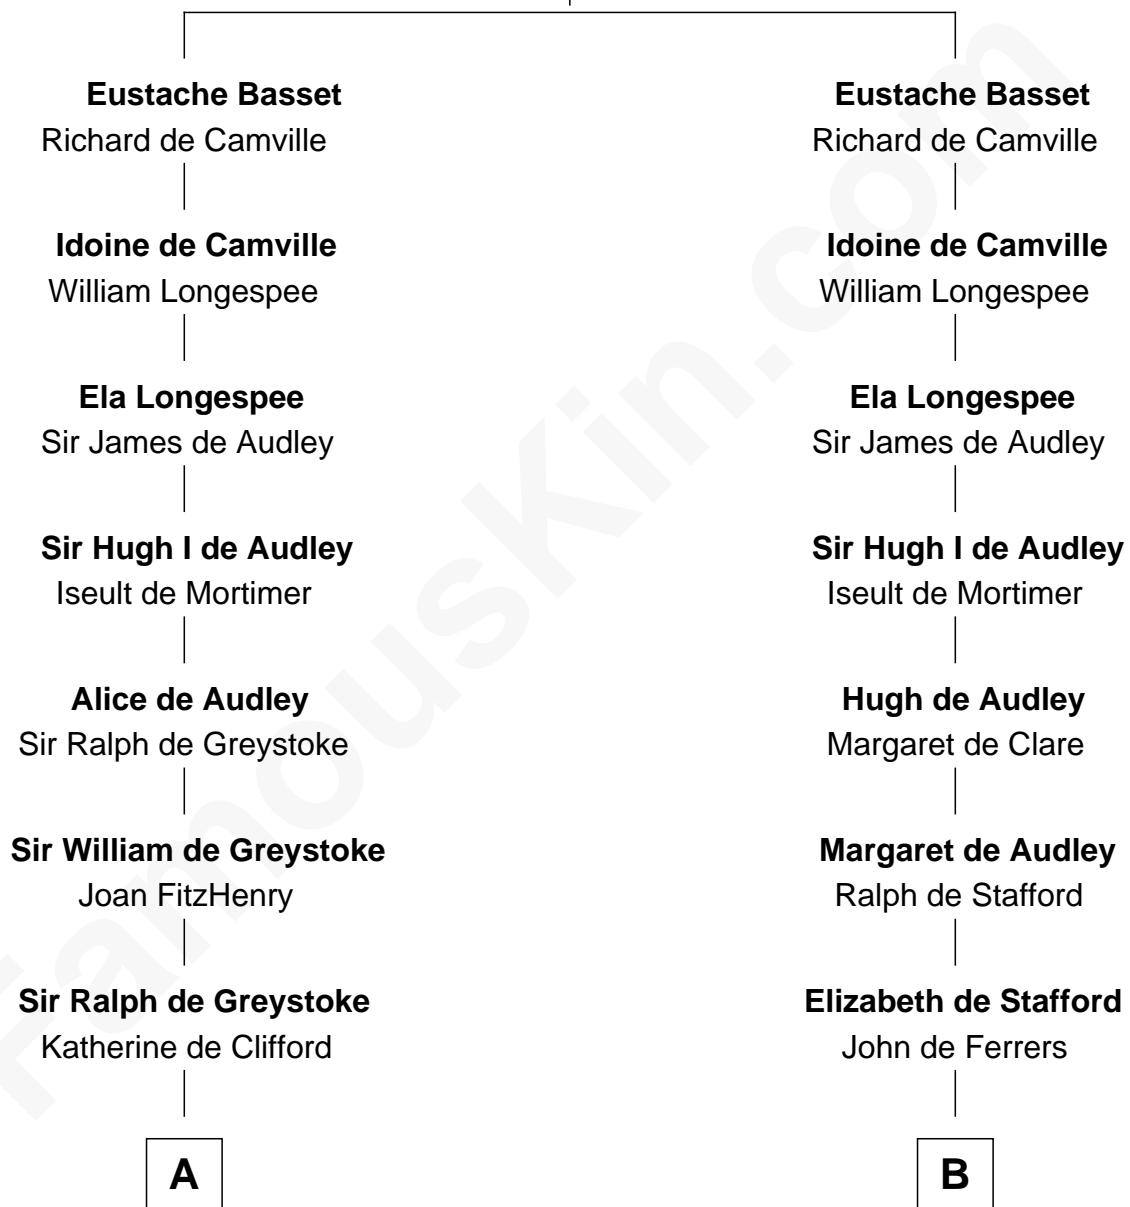 Eustache Basset
Richard de Camville
Idoine de Camville
William Longespee
Ela Longespee
Sir James de Audley
Sir Hugh I de Audley
Iseult de Mortimer
Alice de Audley
Sir Ralph de Greystoke
Sir William de Greystoke
Joan FitzHenry
Sir Ralph de Greystoke
Katherine de Clifford
A
Eustache Basset
Richard de Camville
Idoine de Camville
William Longespee
Ela Longespee
Sir James de Audley
Sir Hugh I de Audley
Iseult de Mortimer
Hugh de Audley
Margaret de Clare
Margaret de Audley
Ralph de Stafford
Elizabeth de Stafford
John de Ferrers
B
FamousKin.com